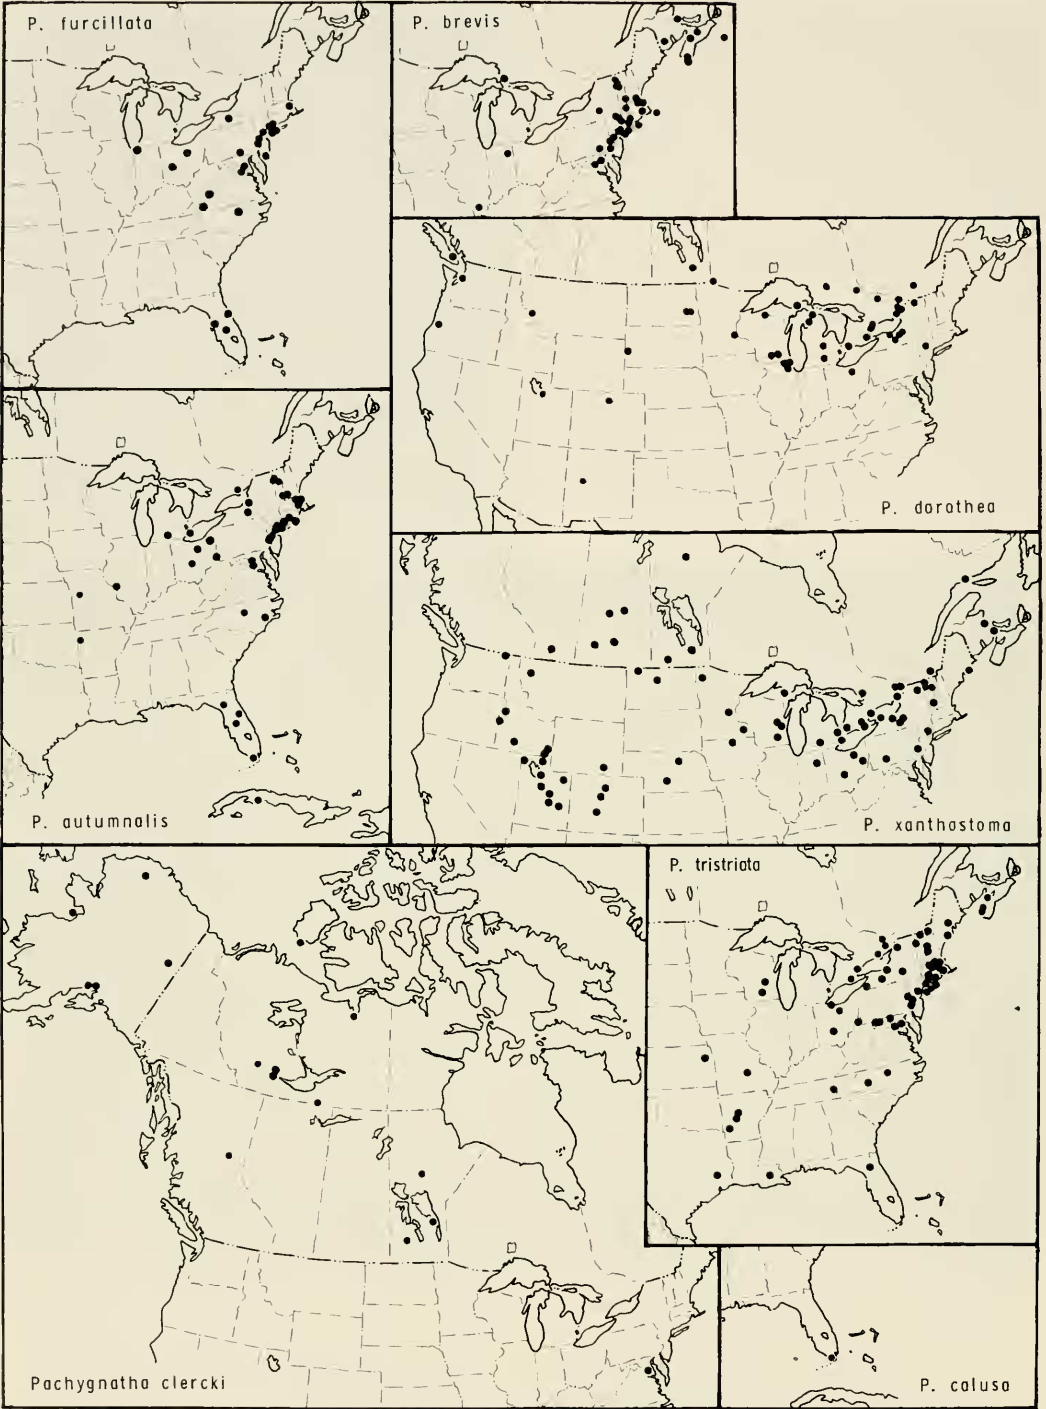 P. furcillata
P. brevis
P. dorothea
P. autumnalis
P. xanthostoma
P. tristriata
Pachygnatha clercki
P. calusa